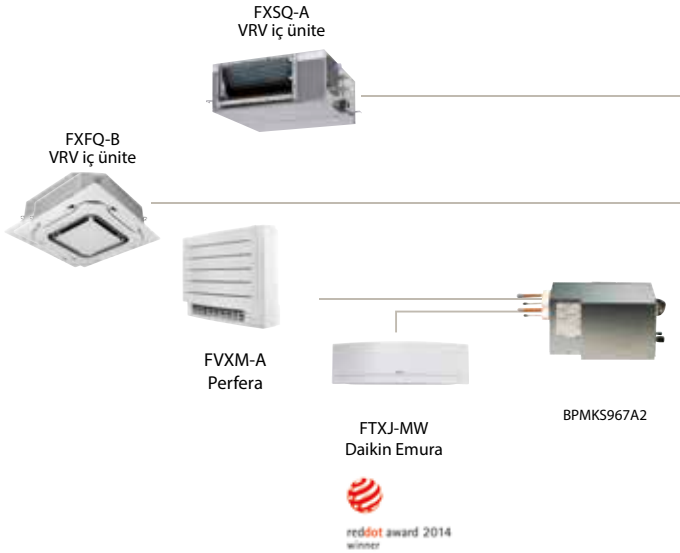 FXSQ-A
VRV iç ünite
FXFQ-B
VRV iç ünite
FVXM-A
Perfera
FTXJ-MW
Daikin Emura
BPMKS967A2
reddot award 2014
winner